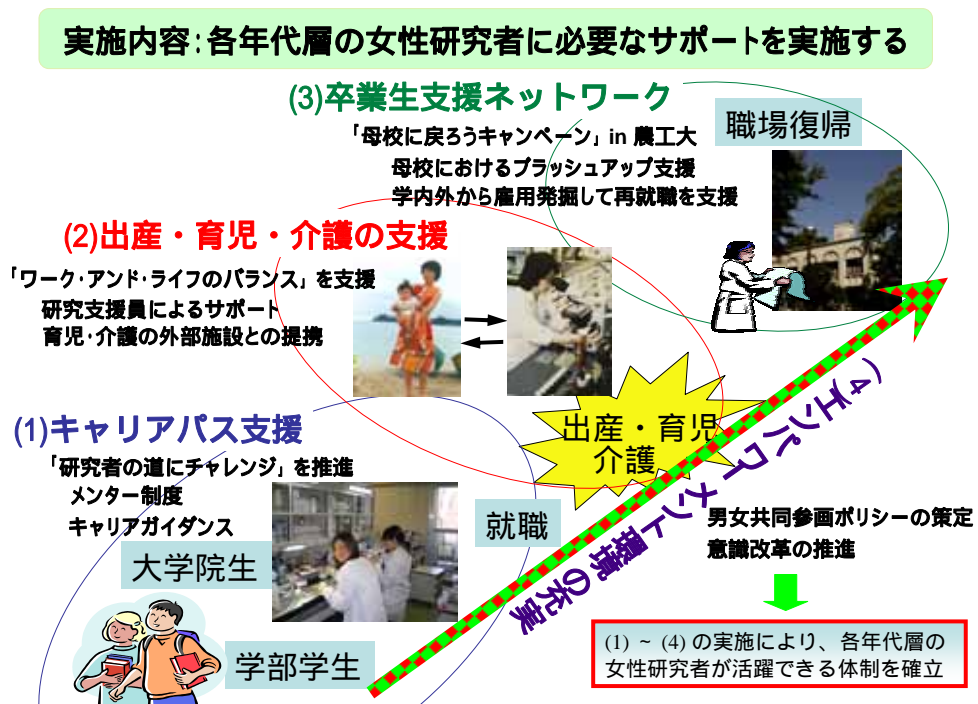 実施内容:各年代層の女性研究者に必要なサポートを実施する
(3)卒業生支援ネットワーク
「母校に戻ろうキャンペーン」in 農工大
母校におけるブラッシュアップ支援
学内外から雇用発掘して再就職を支援
職場復帰
(2)出産・育児・介護の支援
「ワーク・アンド・ライフのバランス」を支援
研究支援員によるサポート
育児・介護の外部施設との提携
出産・育児
介護
(1)キャリアパス支援
「研究者の道にチャレンジ」を推進
メンター制度
キャリアガイダンス
大学院生
就職
学部学生
(4)エンパワーメント環境の充実
男女共同参画ポリシーの策定
意識改革の推進
(1) ~ (4) の実施により、各年代層の
女性研究者が活躍できる体制を確立